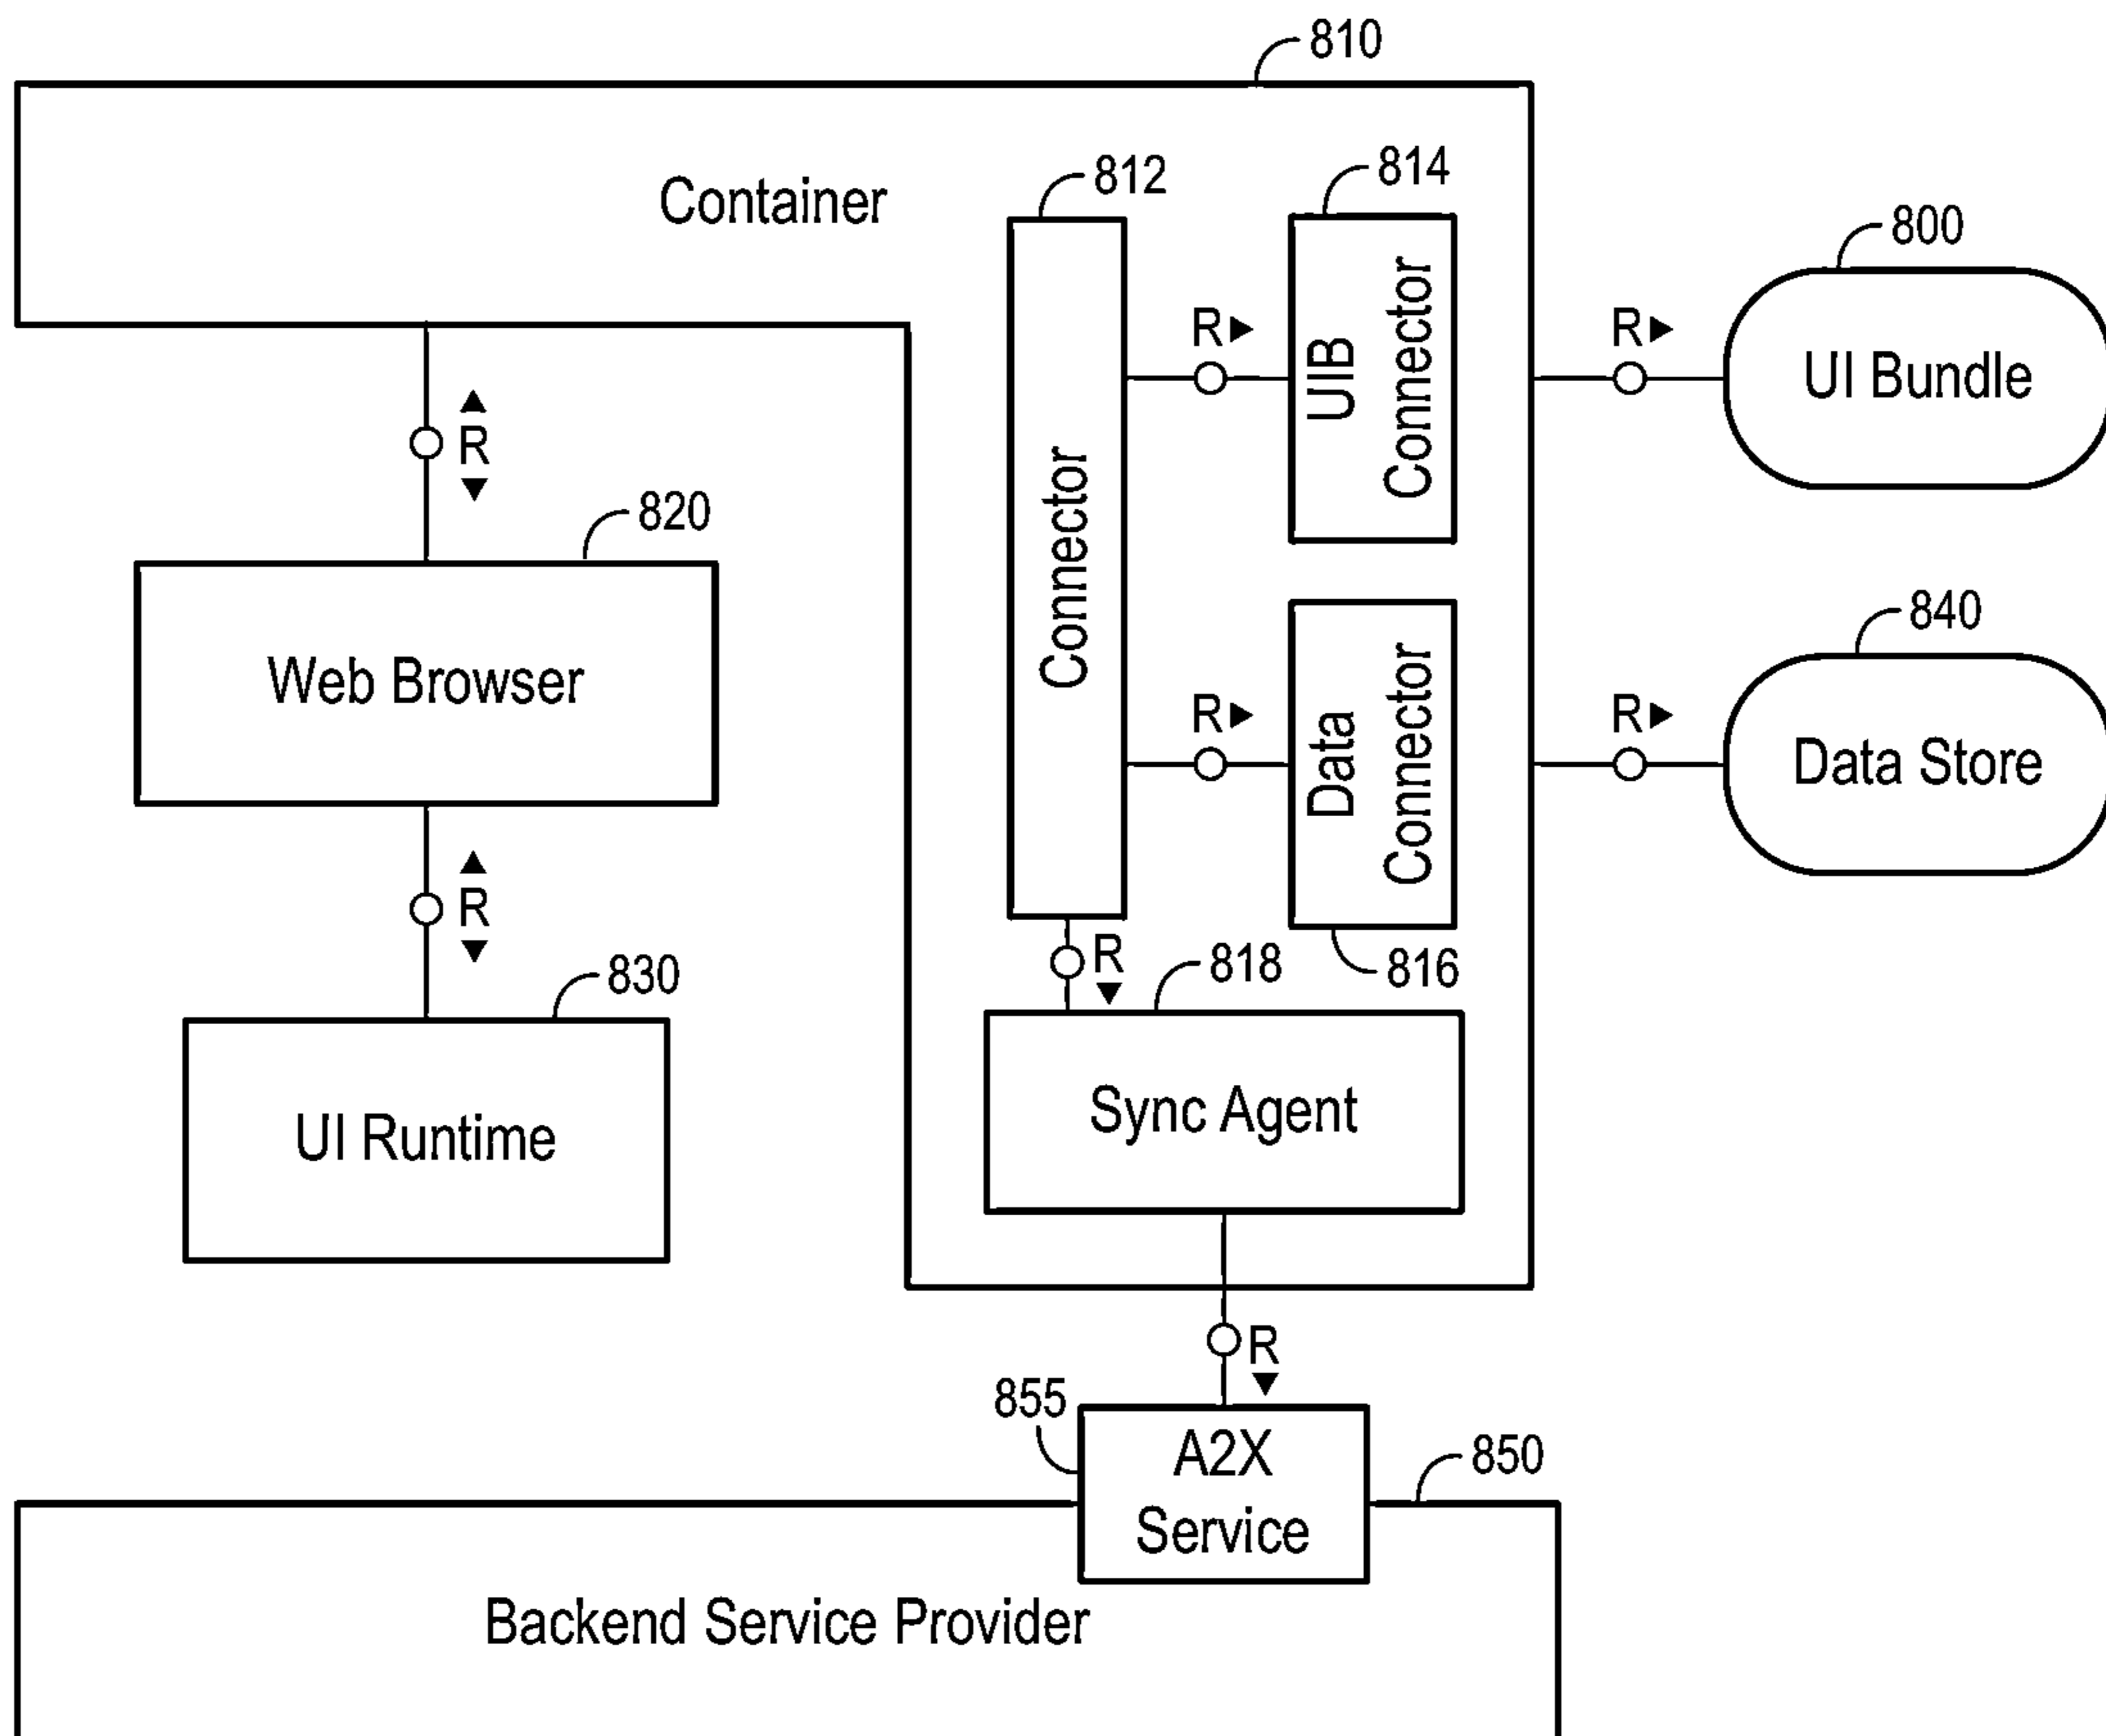 810
Container
812
814
800
R
UIB
Connector
R
UI Bundle
R
820
Connector
840
Web Browser
R
Data
Connector
R
Data Store
R
830
R
818
816
UI Runtime
Sync Agent
R
855
A2X
Service
850
Backend Service Provider